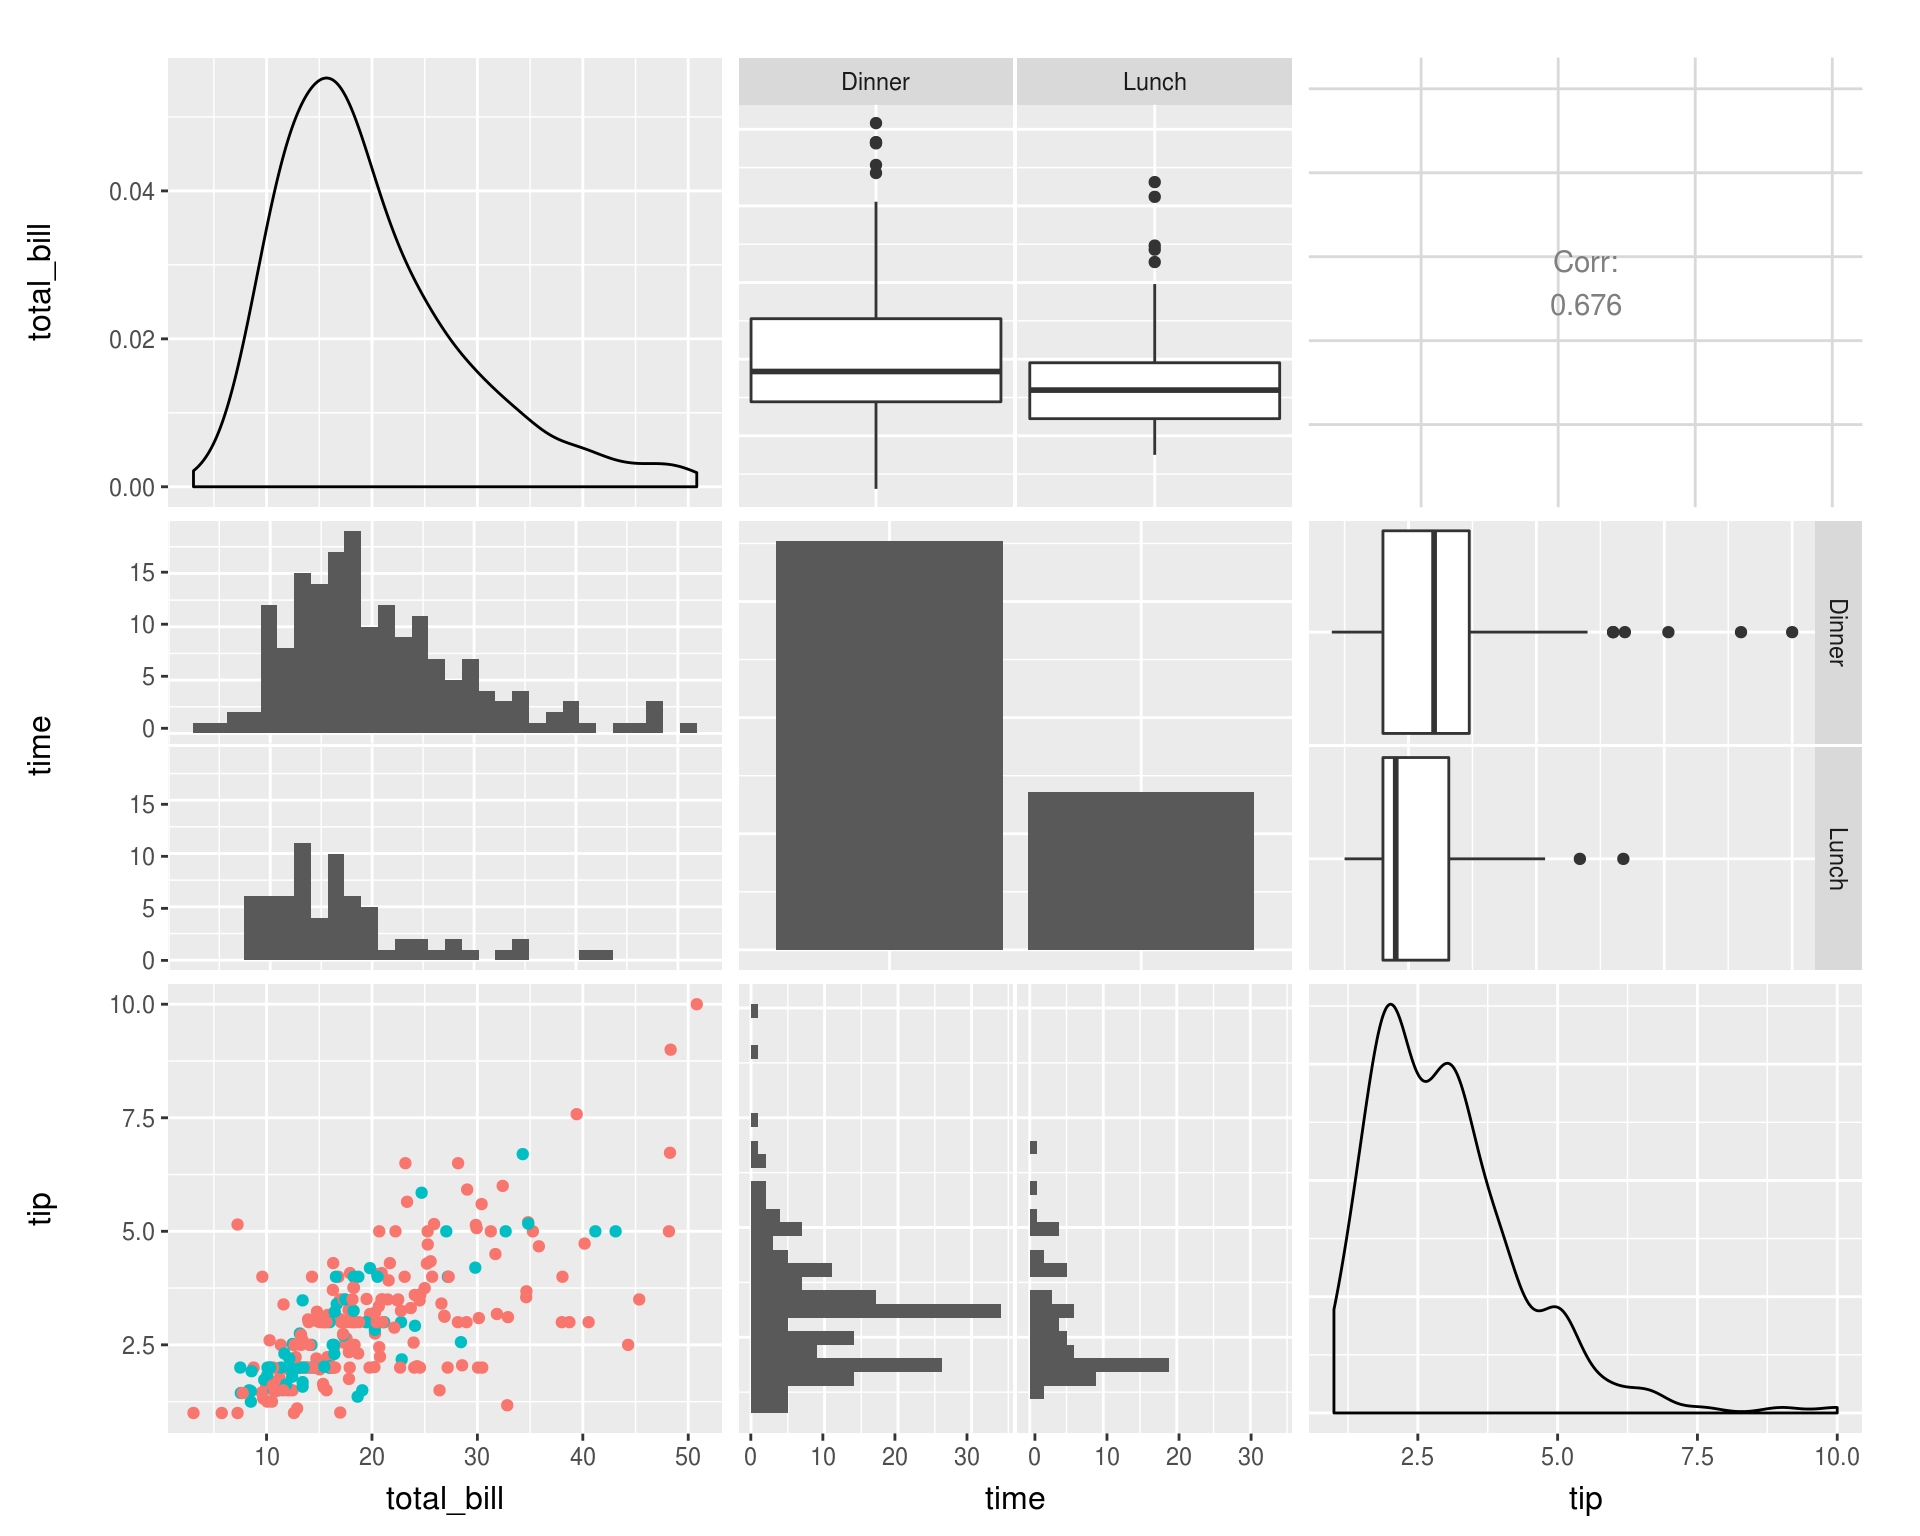 Dinner Lunch
total_bill
0.04
0.02
0.00
Corr:
0.676
time
15
10
5
0
15
10
5
0
Dinner
Lunch
tip
10.0
7.5
5.0
2.5
10 20 30 40 50
0 10 20 30 0 10 20 30
2.5 5.0 7.5 10.0
total_bill time tip